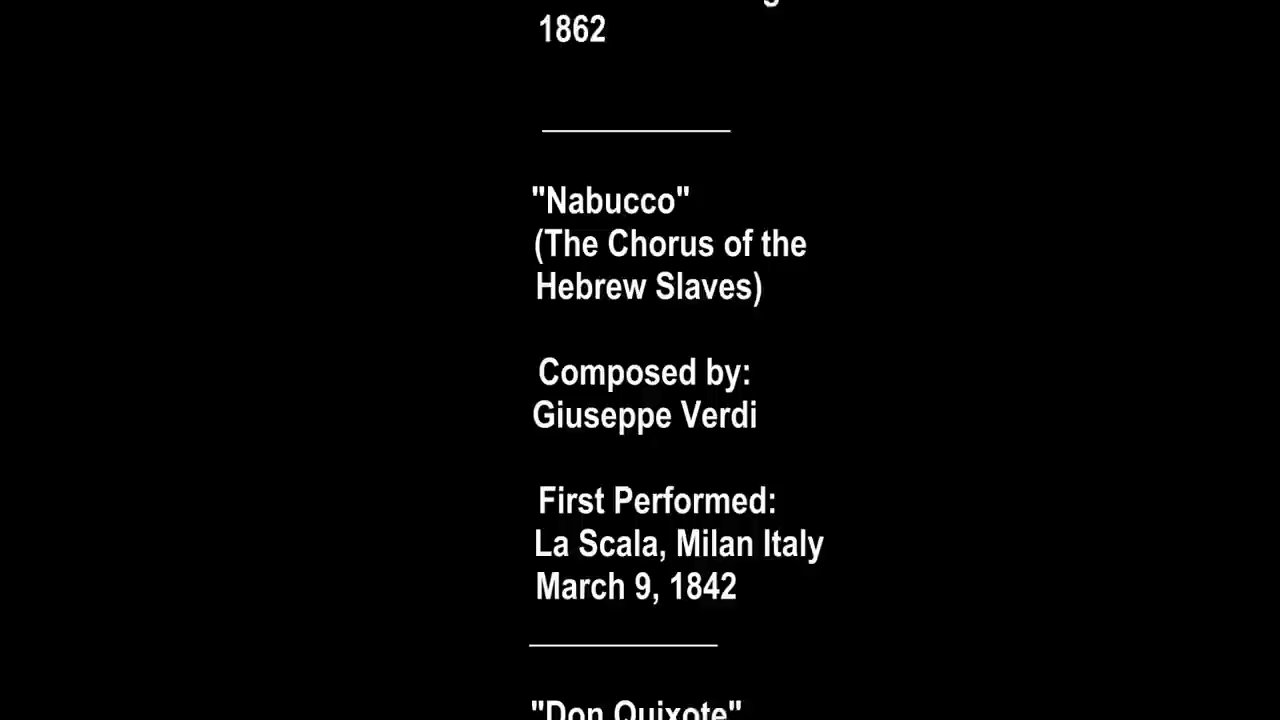 1862
"Nabucco"
(The Chorus of the
Hebrew Slaves)
Composed by:
Giuseppe Verdi
First Performed:
La Scala, Milan Italy
March 9, 1842
"Don Quixote"